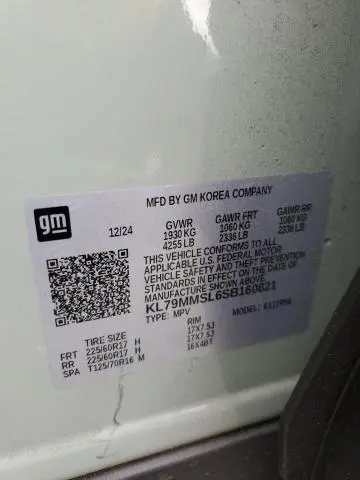 gm
MFD BY GM KOREA COMPANY
12/24 GVWR GAWR FRT GAWR RR
1930 KG 1060 KG 1060 KG
4255 LB 2336 LB 2336 LB
THIS VEHICLE CONFORMS TO ALL
APPLICABLE U.S. FEDERAL MOTOR
VEHICLE SAFETY AND THEFT PREVENTION
STANDARDS IN EFFECT ON THE DATE OF
MANUFACTURE SHOWN ABOVE.
KL79MMSL6SB160821
TYPE: MPV MODEL:
TIRE SIZE RIM
FRT 225/60R17 H 17X7.5J
RR 225/60R17 H 17X7.5J
SPA T125/70R16 M 16X4BT